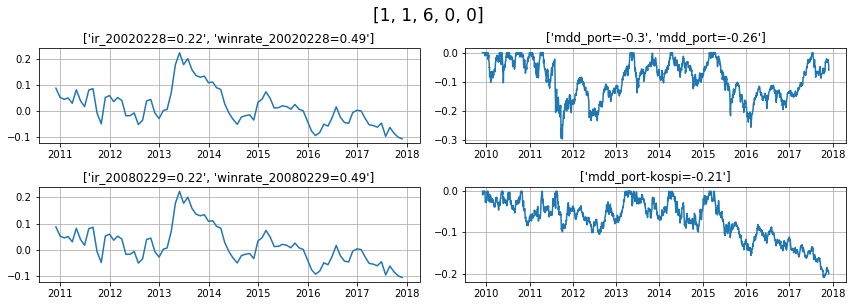 [1, 1, 6, 0, 0]
['ir_20020228=0.22', 'winrate_20020228=0.49']
['mdd_port=-0.3', 'mdd_port=-0.26']
0.2
0.1
0.0
−0.1
2011 2012 2013 2014 2015 2016 2017 2018
0.0
−0.1
−0.2
−0.3
2010 2011 2012 2013 2014 2015 2016 2017 2018
['ir_20080229=0.22', 'winrate_20080229=0.49']
['mdd_port-kospi=-0.21']
0.2
0.1
0.0
−0.1
2011 2012 2013 2014 2015 2016 2017 2018
0.0
−0.1
−0.2
2010 2011 2012 2013 2014 2015 2016 2017 2018